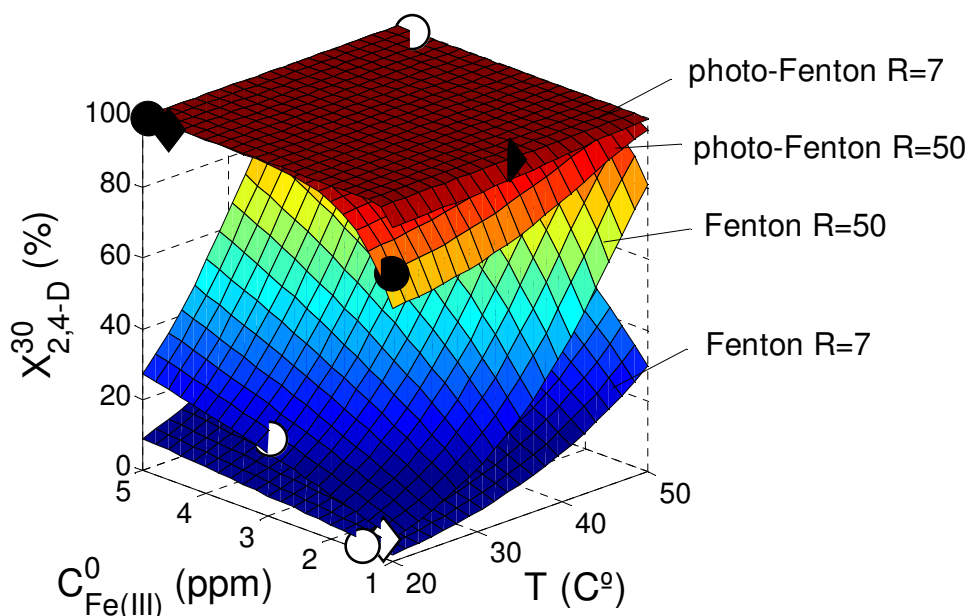 photo-Fenton R=7
photo-Fenton R=50
Fenton R=50
Fenton R=7
100
80
60
40
20
0
X30 2,4-D (%)
5
4
3
2
1
C0 Fe(III) (ppm)
20
30
40
50
T (Cº)